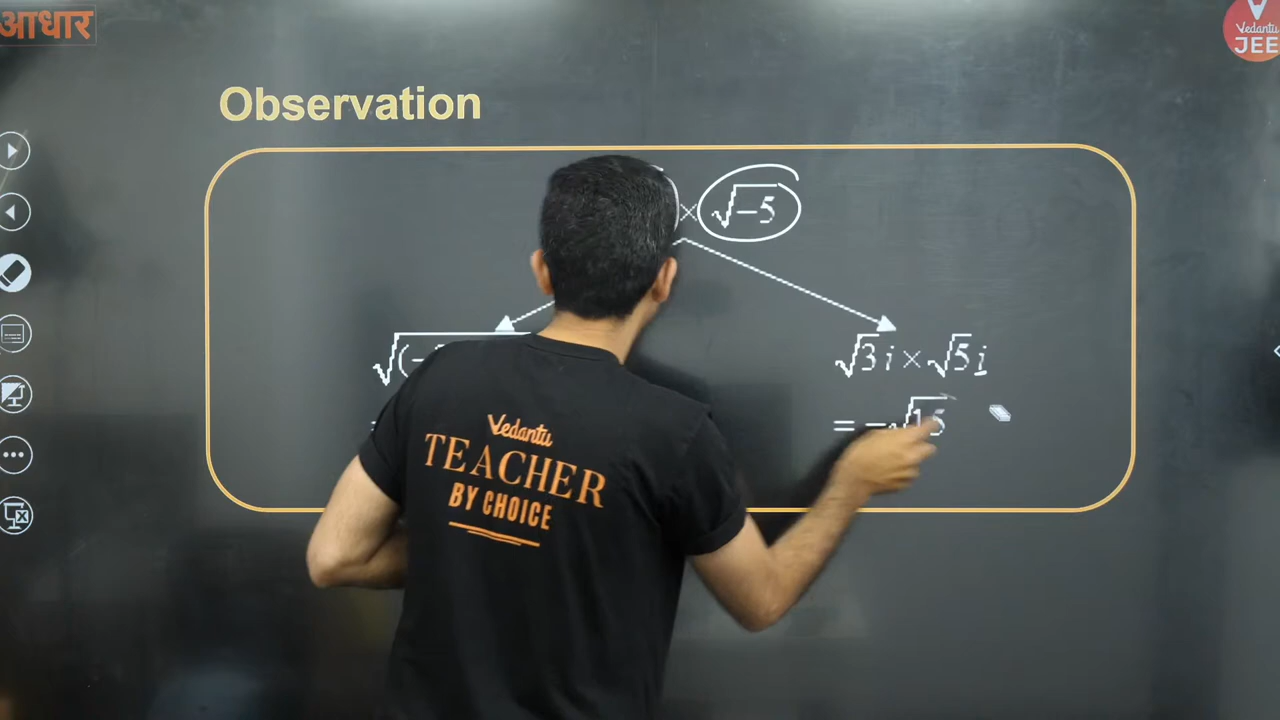 आधार
Vedantu
JEE
Observation
× √−5
√(−
√3 i × √5 i
=
= −√15
Vedantu
TEACHER
BY CHOICE